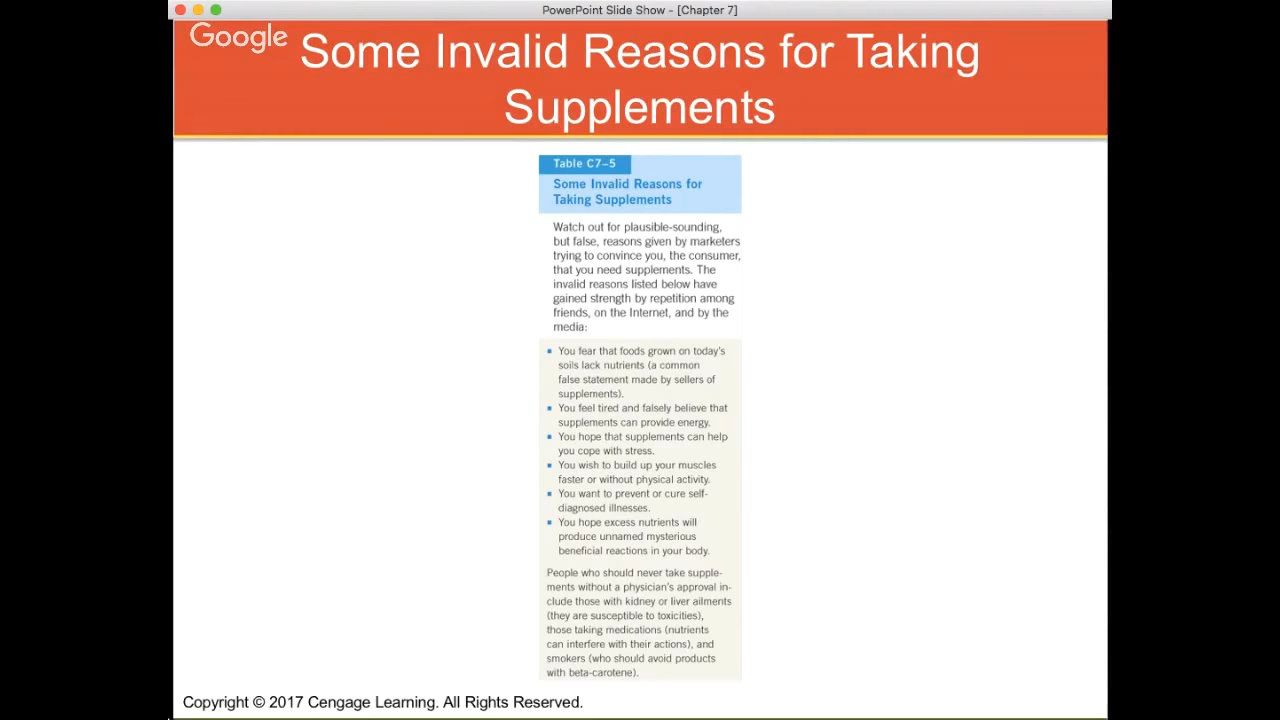 PowerPoint Slide Show - [Chapter 7]
Google
Some Invalid Reasons for Taking
Supplements
Table C7–5
Some Invalid Reasons for
Taking Supplements
Watch out for plausible-sounding,
but false, reasons given by marketers
trying to convince you, the consumer,
that you need supplements. The
invalid reasons listed below have
gained strength by repetition among
friends, on the Internet, and by the
media:
▪ You fear that foods grown on today's
soils lack nutrients (a common
false statement made by sellers of
supplements).
▪ You feel tired and falsely believe that
supplements can provide energy.
▪ You hope that supplements can help
you cope with stress.
▪ You wish to build up your muscles
faster or without physical activity.
▪ You want to prevent or cure self-
diagnosed illnesses.
▪ You hope excess nutrients will
produce unnamed mysterious
beneficial reactions in your body.
People who should never take supple-
ments without a physician's approval in-
clude those with kidney or liver ailments
(they are susceptible to toxicities),
those taking medications (nutrients
can interfere with their actions), and
smokers (who should avoid products
with beta-carotene).
Copyright © 2017 Cengage Learning. All Rights Reserved.